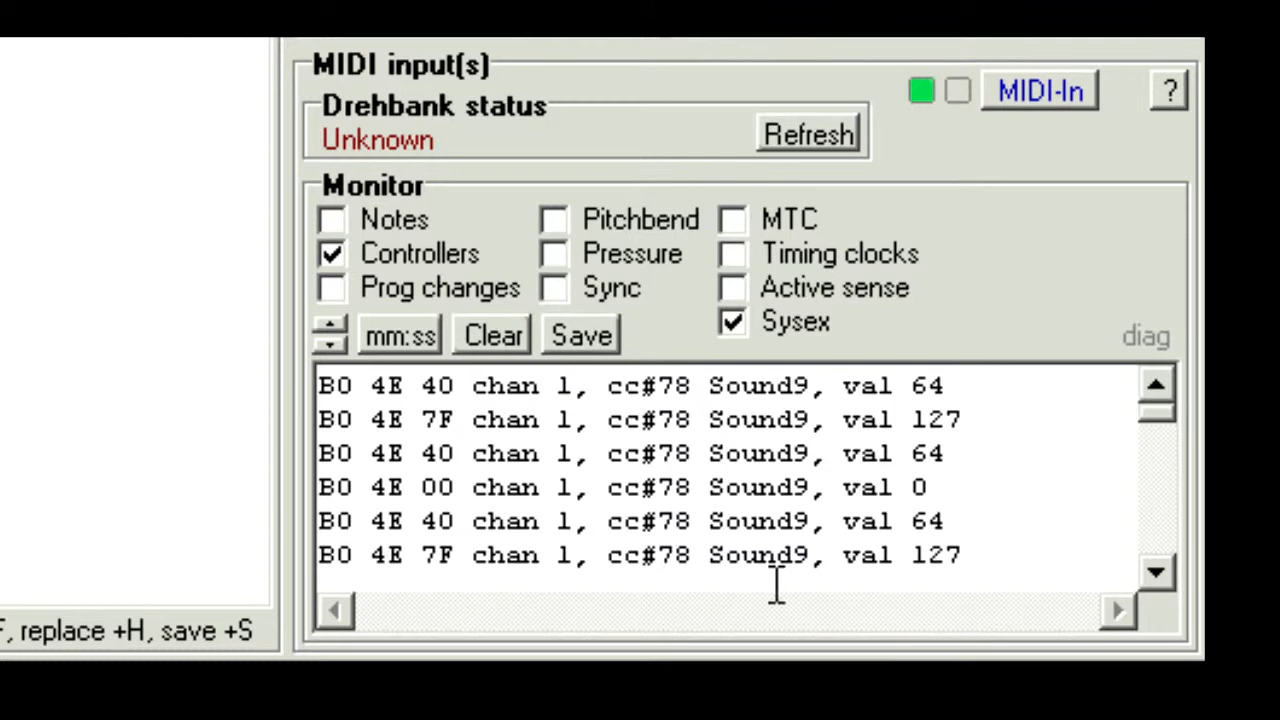 MIDI input(s)
MIDI-In
?
Drehbank status
Unknown
Refresh
Monitor
Notes
Pitchbend
MTC
Controllers
Pressure
Timing clocks
Prog changes
Sync
Active sense
Sysex
mm:ss
Clear
Save
diag
B0 4E 40 chan 1, cc#78 Sound9, val 64
B0 4E 7F chan 1, cc#78 Sound9, val 127
B0 4E 40 chan 1, cc#78 Sound9, val 64
B0 4E 00 chan 1, cc#78 Sound9, val 0
B0 4E 40 chan 1, cc#78 Sound9, val 64
B0 4E 7F chan 1, cc#78 Sound9, val 127
F, replace +H, save +S